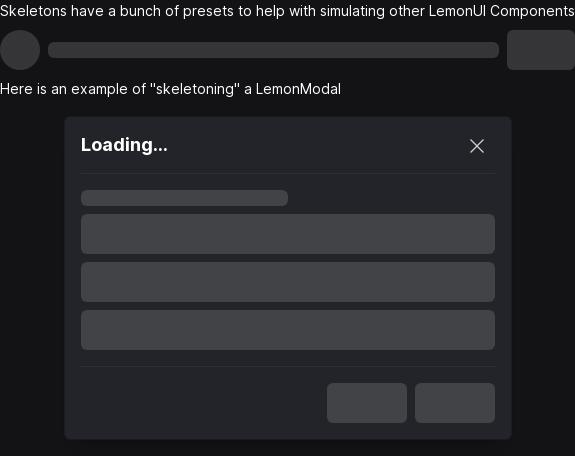 Skeletons have a bunch of presets to help with simulating other LemonUI Components
Here is an example of "skeletoning" a LemonModal
Loading...